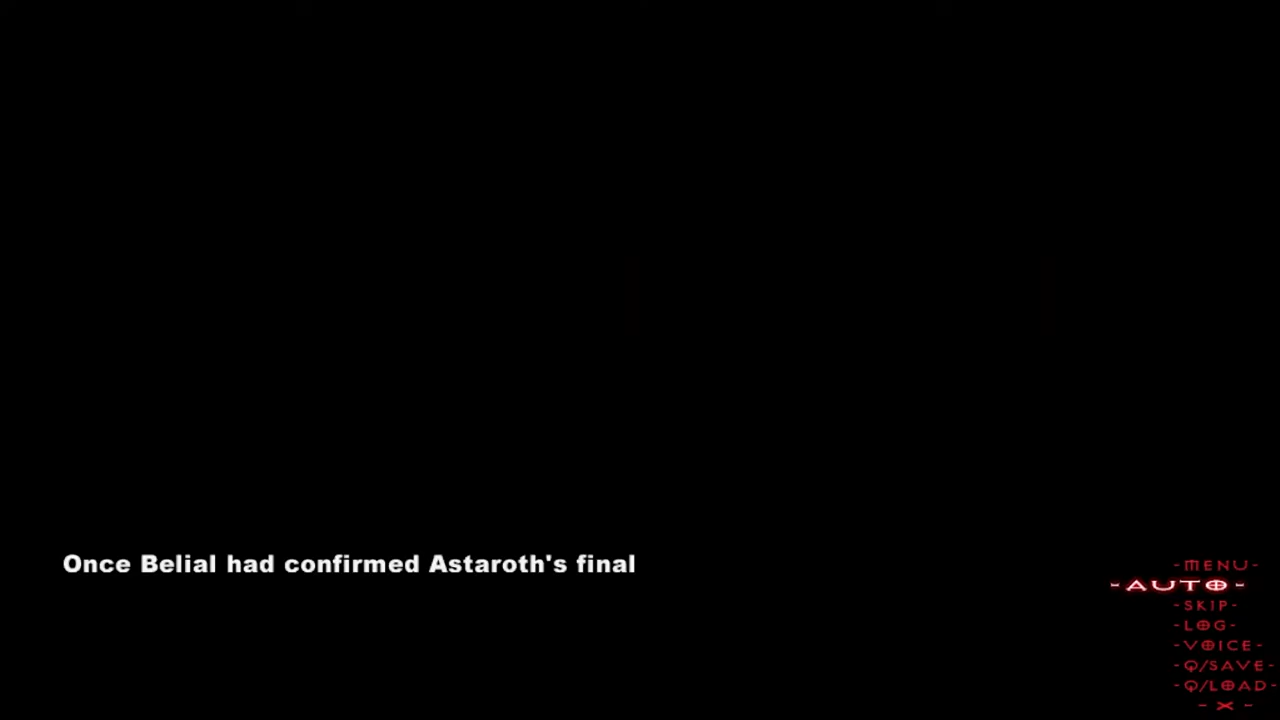 Once Belial had confirmed Astaroth's final
-MENU-
-AUTO-
-SKIP-
-LOG-
-VOICE-
-Q/SAVE-
-Q/LOAD-
-X-